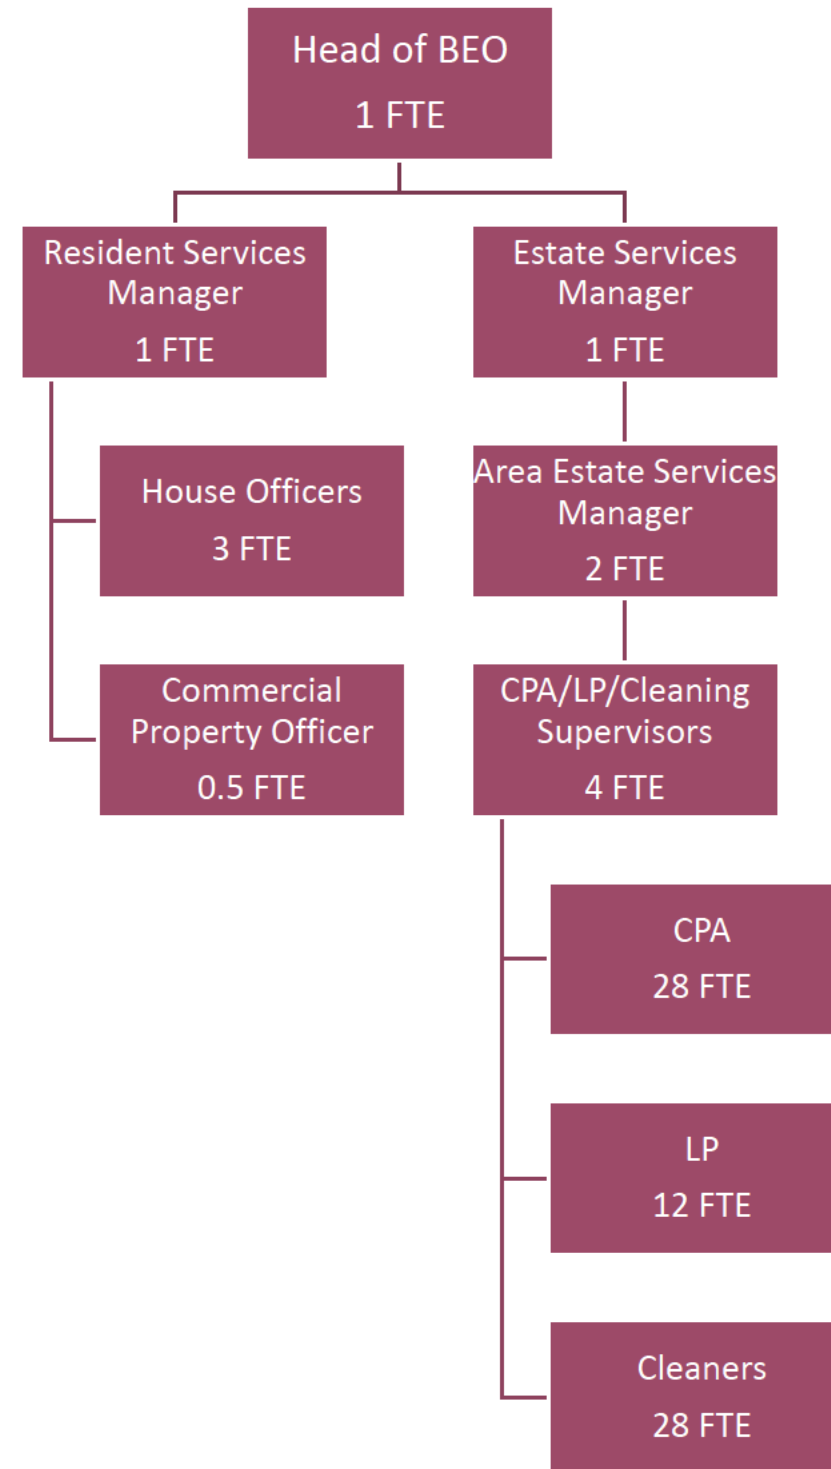 Head of BEO
1 FTE
Resident Services
Manager
1 FTE
Estate Services
Manager
1 FTE
House Officers
3 FTE
Area Estate Services
Manager
2 FTE
Commercial
Property Officer
0.5 FTE
CPA/LP/Cleaning
Supervisors
4 FTE
CPA
28 FTE
LP
12 FTE
Cleaners
28 FTE